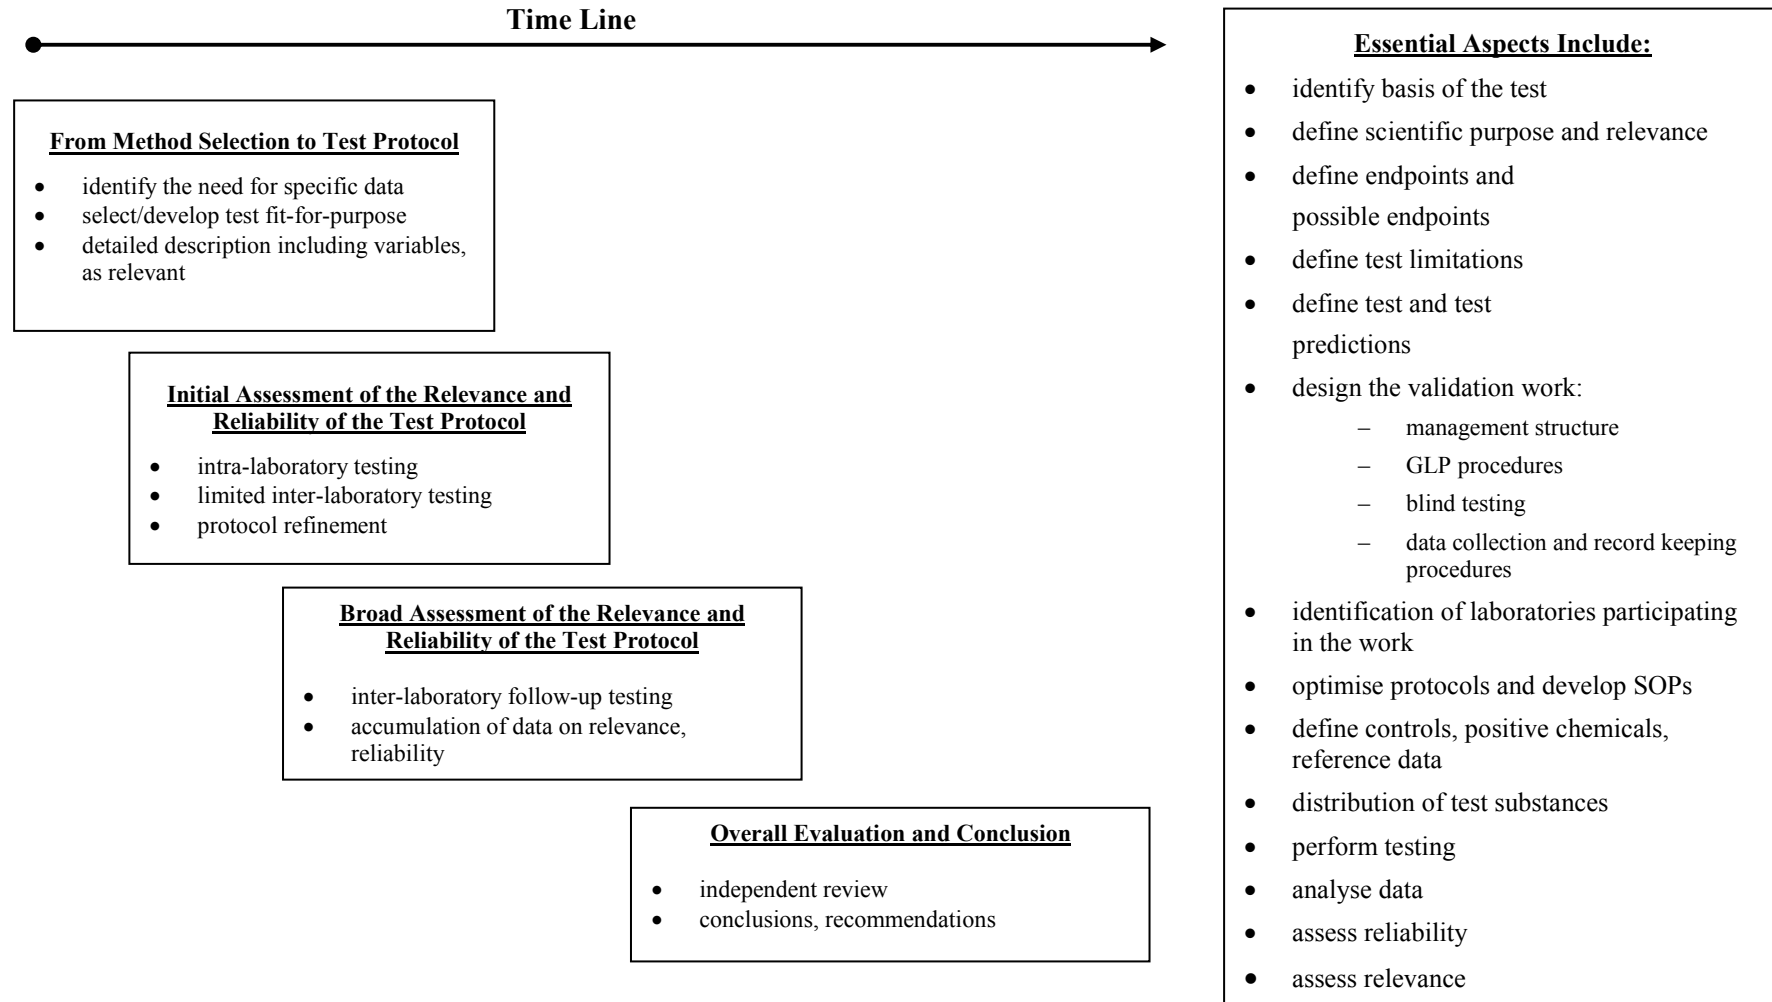 Time Line
From Method Selection to Test Protocol
• identify the need for specific data
• select/develop test fit-for-purpose
• detailed description including variables,
as relevant
Initial Assessment of the Relevance and
Reliability of the Test Protocol
• intra-laboratory testing
• limited inter-laboratory testing
• protocol refinement
Broad Assessment of the Relevance and
Reliability of the Test Protocol
• inter-laboratory follow-up testing
• accumulation of data on relevance,
reliability
Overall Evaluation and Conclusion
• independent review
• conclusions, recommendations
Essential Aspects Include:
• identify basis of the test
• define scientific purpose and relevance
• define endpoints and
possible endpoints
• define test limitations
• define test and test
predictions
• design the validation work:
– management structure
– GLP procedures
– blind testing
– data collection and record keeping
procedures
• identification of laboratories participating
in the work
• optimise protocols and develop SOPs
• define controls, positive chemicals,
reference data
• distribution of test substances
• perform testing
• analyse data
• assess reliability
• assess relevance